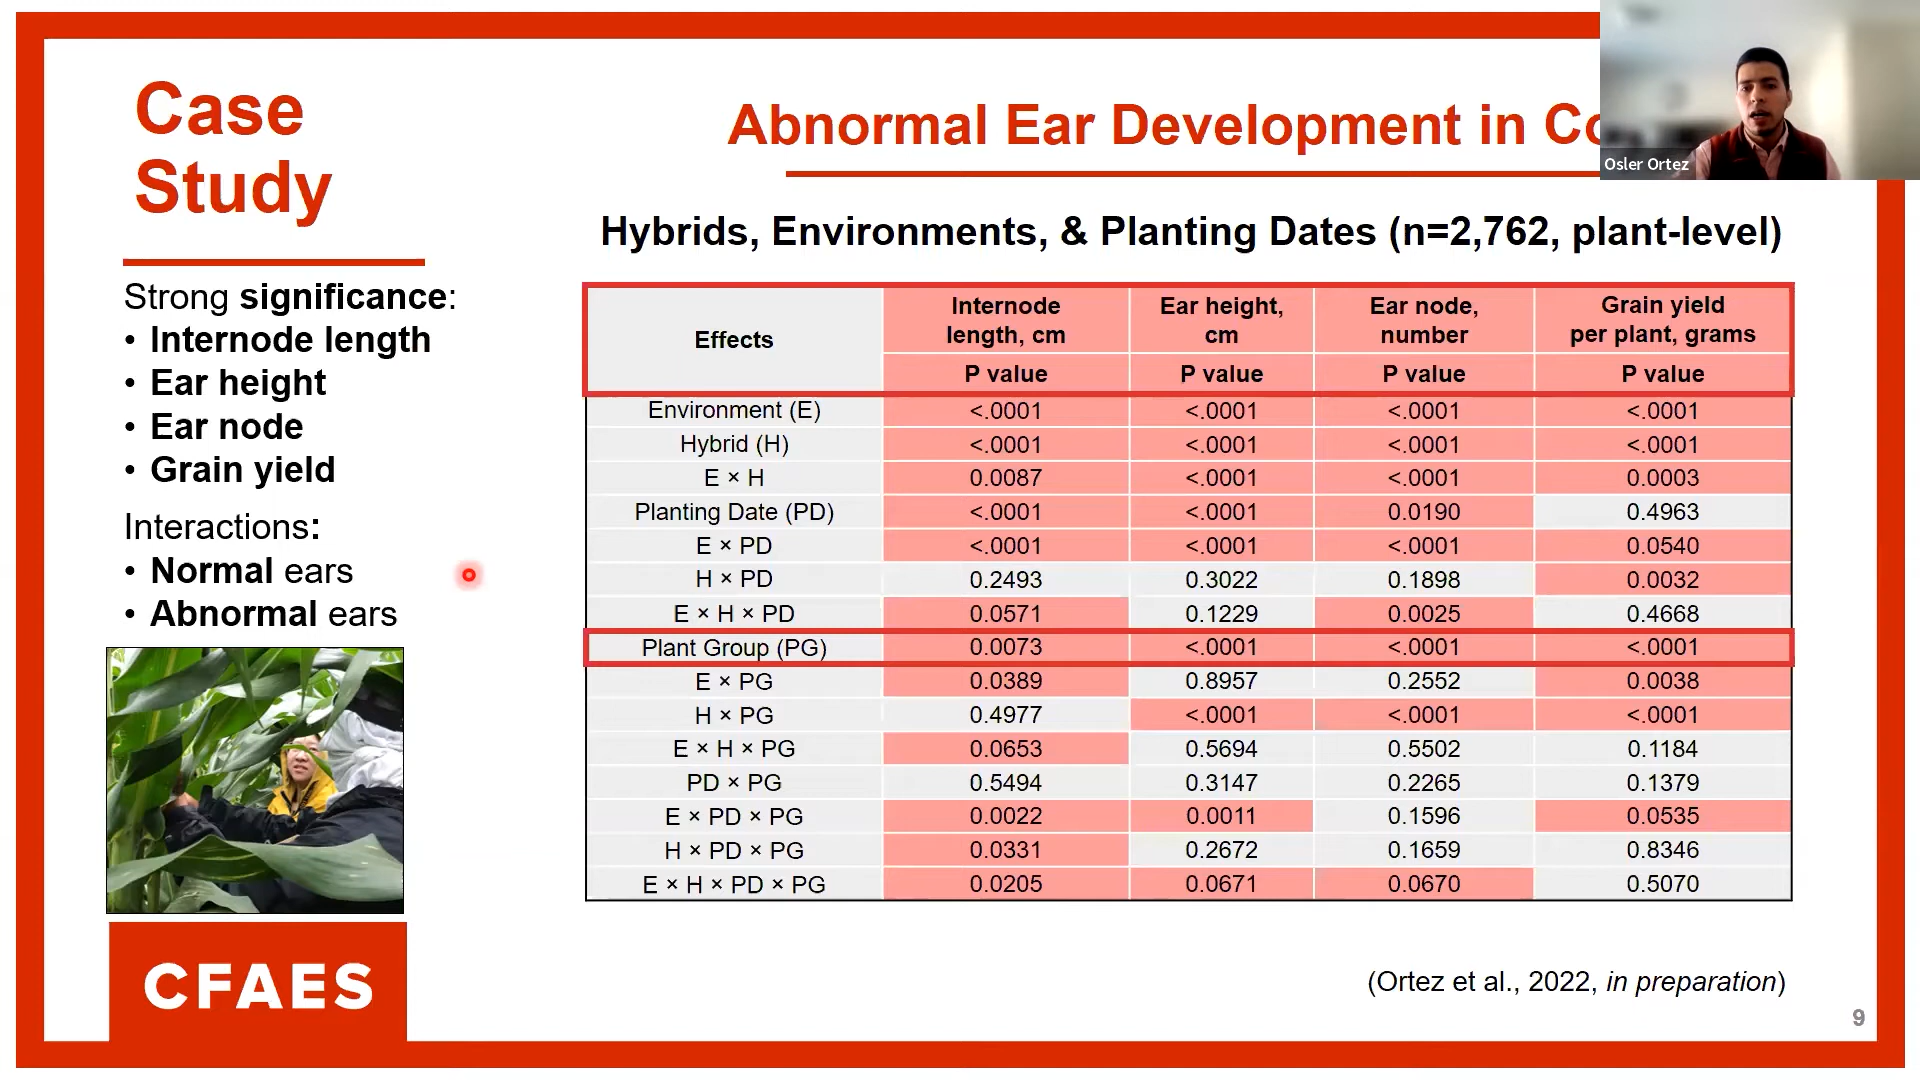 Case
Study
Abnormal Ear Development in Co
Osler Ortez
Hybrids, Environments, & Planting Dates (n=2,762, plant-level)
Strong significance:
• Internode length
• Ear height
• Ear node
• Grain yield
Interactions:
• Normal ears
• Abnormal ears
CFAES
Effects
Internode length, cm
Ear height, cm
Ear node, number
Grain yield per plant, grams
P value P value P value P value
Environment (E) <.0001 <.0001 <.0001 <.0001
Hybrid (H) <.0001 <.0001 <.0001 <.0001
E × H 0.0087 <.0001 <.0001 0.0003
Planting Date (PD) <.0001 <.0001 0.0190 0.4963
E × PD <.0001 <.0001 <.0001 0.0540
H × PD 0.2493 0.3022 0.1898 0.0032
E × H × PD 0.0571 0.1229 0.0025 0.4668
Plant Group (PG) 0.0073 <.0001 <.0001 <.0001
E × PG 0.0389 0.8957 0.2552 0.0038
H × PG 0.4977 <.0001 <.0001 <.0001
E × H × PG 0.0653 0.5694 0.5502 0.1184
PD × PG 0.5494 0.3147 0.2265 0.1379
E × PD × PG 0.0022 0.0011 0.1596 0.0535
H × PD × PG 0.0331 0.2672 0.1659 0.8346
E × H × PD × PG 0.0205 0.0671 0.0670 0.5070
(Ortez et al., 2022, in preparation)
9